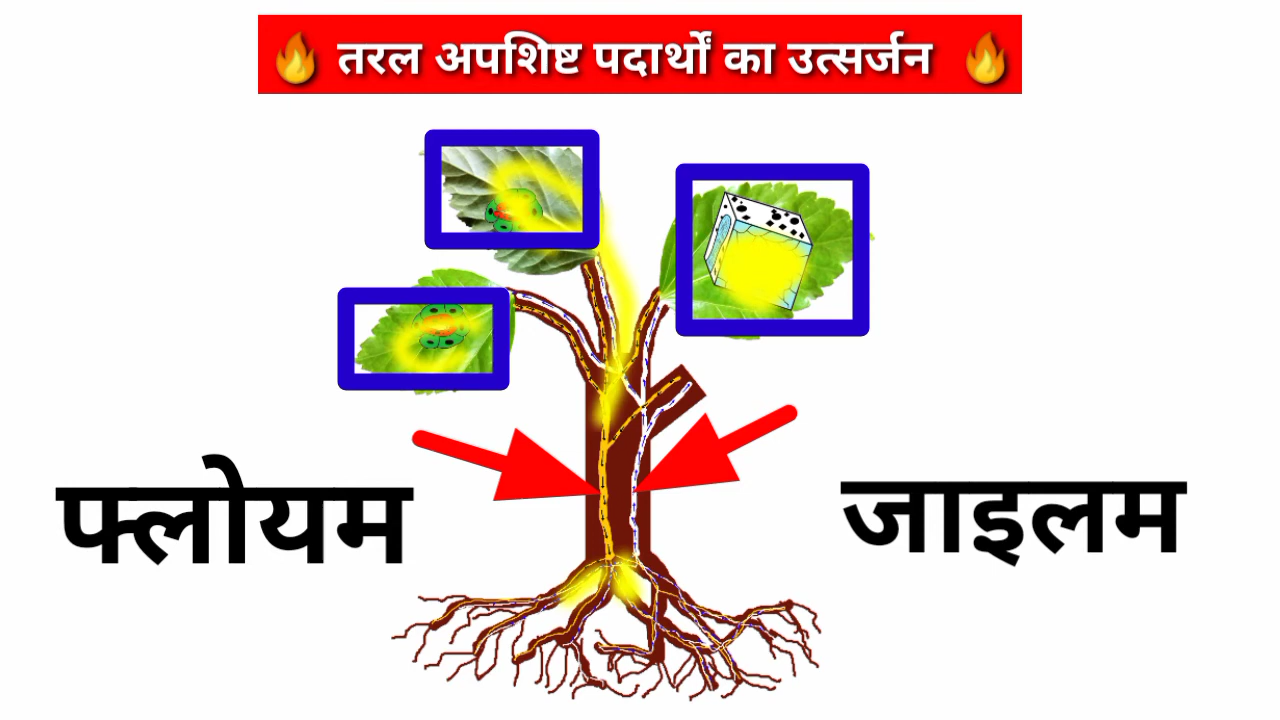 🔥 तरल अपशिष्ट पदार्थों का उत्सर्जन 🔥
फ्लोयम
जाइलम